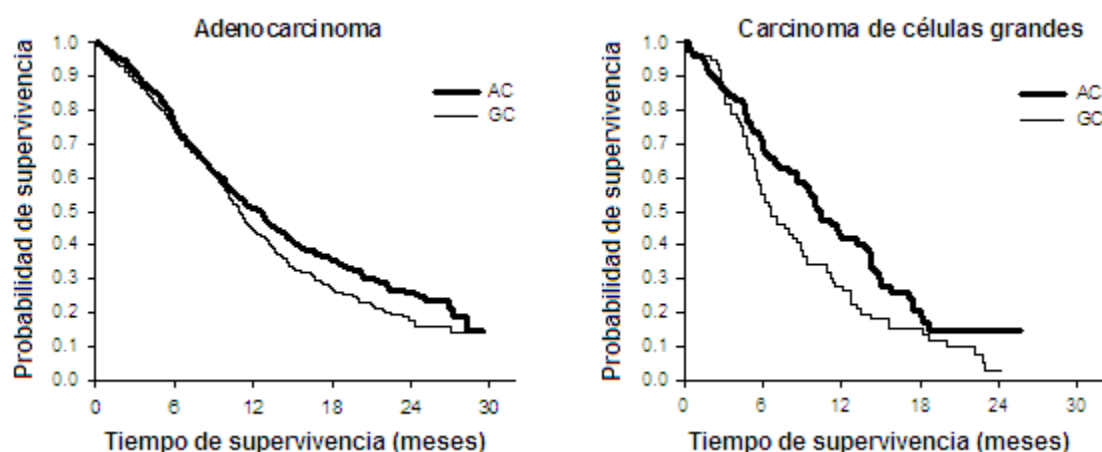 Adenocarcinoma
Probabilidad de supervivencia
1.0
0.9
0.8
0.7
0.6
0.5
0.4
0.3
0.2
0.1
0.0
AC
GC
0 6 12 18 24 30
Tiempo de supervivencia (meses)
Carcinoma de células grandes
Probabilidad de supervivencia
1.0
0.9
0.8
0.7
0.6
0.5
0.4
0.3
0.2
0.1
0.0
AC
GC
0 6 12 18 24 30
Tiempo de supervivencia (meses)